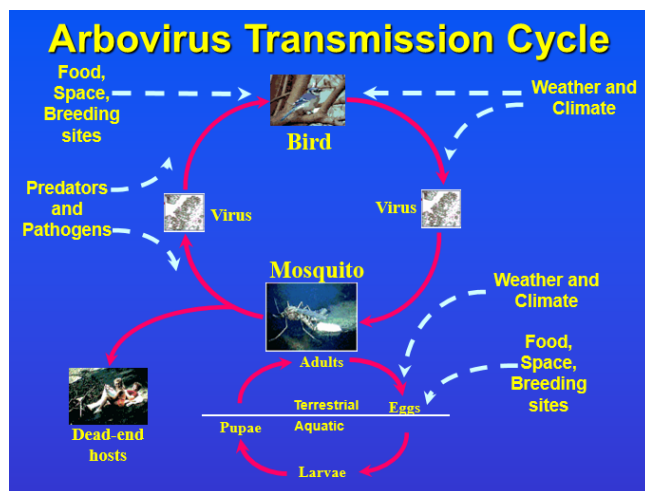 Arbovirus Transmission Cycle
Food,
Space,
Breeding
sites
Weather and
Climate
Bird
Predators
and
Pathogens
Virus
Virus
Mosquito
Weather and
Climate
Food,
Space,
Breeding
sites
Adults
Terrestrial
Eggs
Pupae
Aquatic
Larvae
Dead-end
hosts